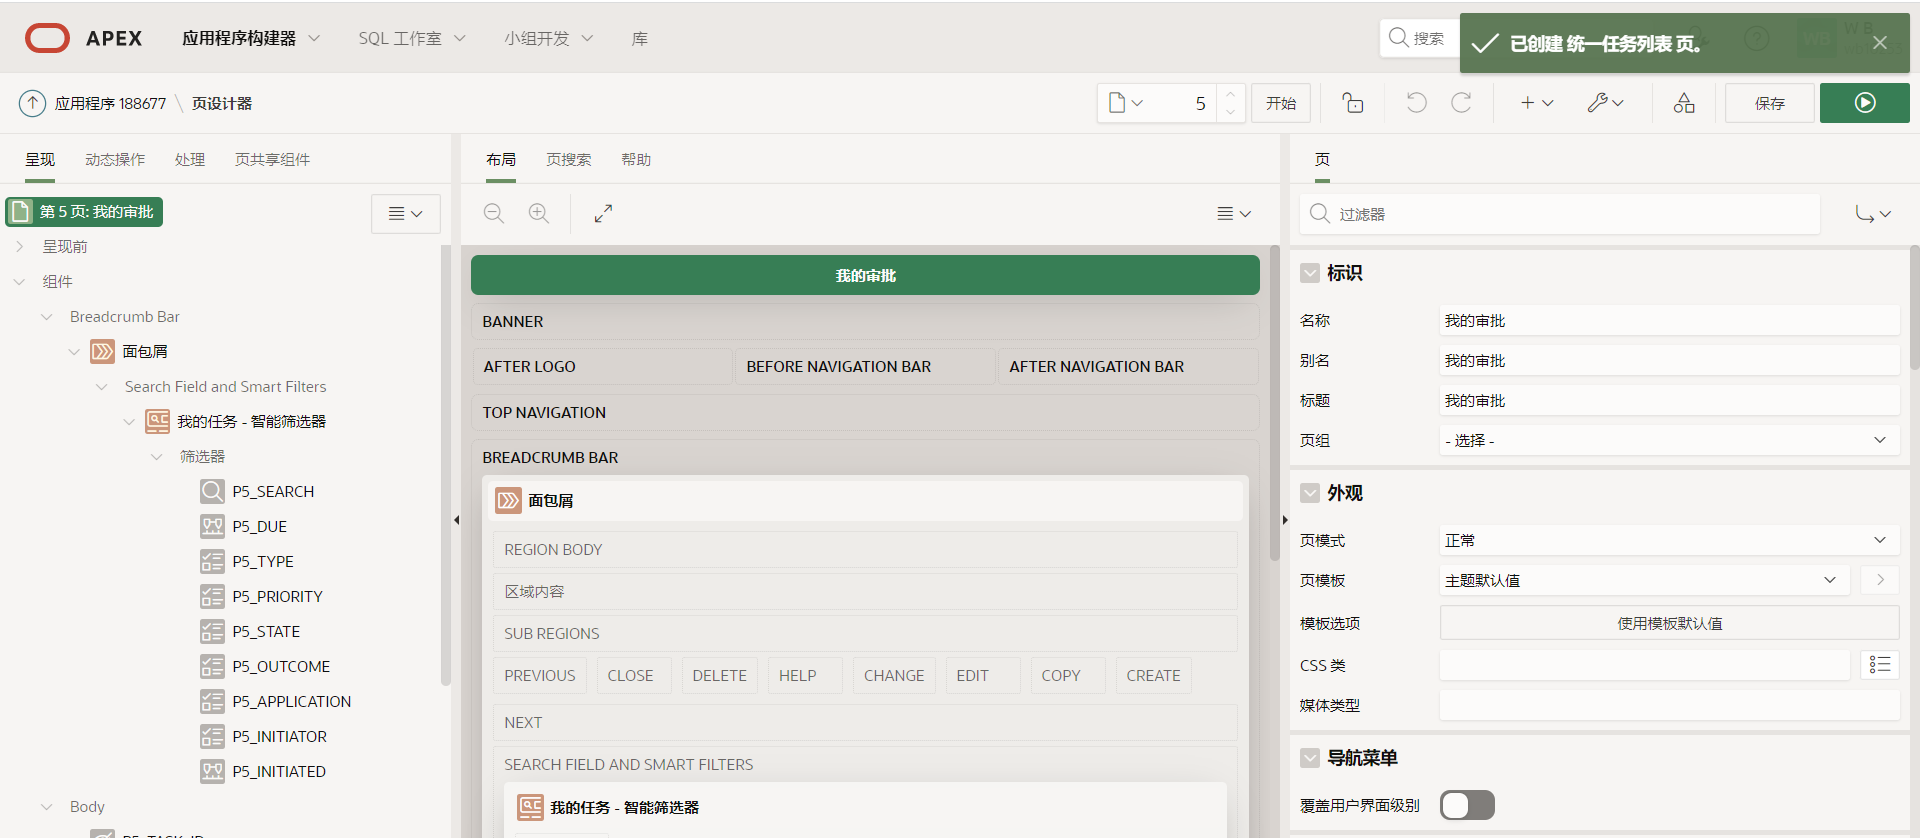 APEX 应用程序构建器 SQL 工作室 小组开发 库 搜索
已创建 统一任务列表 页。
应用程序 188677 \ 页设计器 5 开始 保存
呈现 动态操作 处理 页共享组件
第 5 页: 我的审批
呈现前
组件
Breadcrumb Bar
面包屑
Search Field and Smart Filters
我的任务 - 智能筛选器
筛选器
P5_SEARCH
P5_DUE
P5_TYPE
P5_PRIORITY
P5_STATE
P5_OUTCOME
P5_APPLICATION
P5_INITIATOR
P5_INITIATED
Body
布局 页搜索 帮助
我的审批
BANNER
AFTER LOGO BEFORE NAVIGATION BAR AFTER NAVIGATION BAR
TOP NAVIGATION
BREADCRUMB BAR
面包屑
REGION BODY
区域内容
SUB REGIONS
PREVIOUS CLOSE DELETE HELP CHANGE EDIT COPY CREATE
NEXT
SEARCH FIELD AND SMART FILTERS
我的任务 - 智能筛选器
页
过滤器
标识
名称 我的审批
别名 我的审批
标题 我的审批
页组 - 选择 -
外观
页模式 正常
页模板 主题默认值
模板选项 使用模板默认值
CSS 类
媒体类型
导航菜单
覆盖用户界面级别